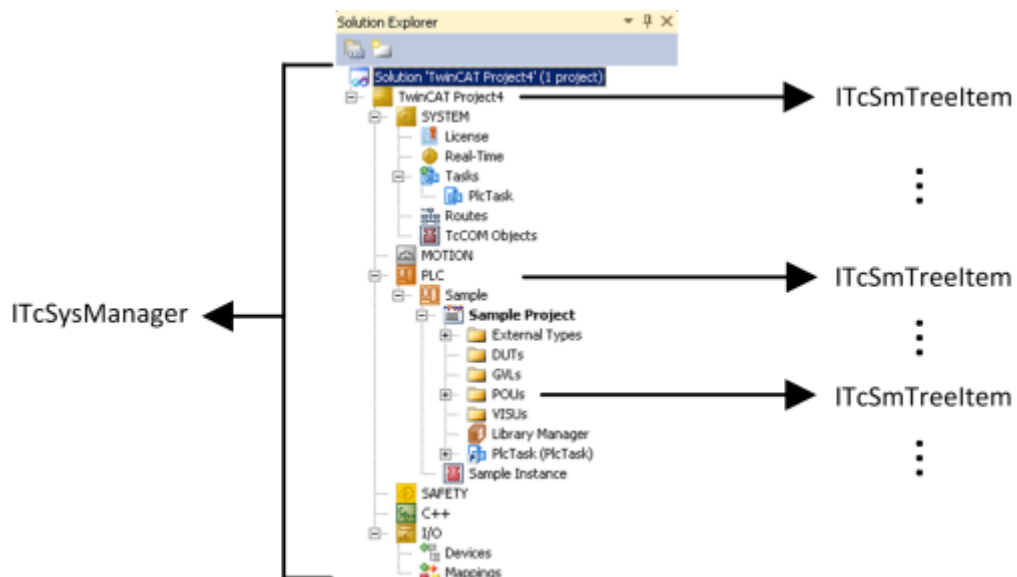 Solution Explorer
Solution 'TwinCAT Project4' (1 project)
TwinCAT Project4
ITcSmTreeItem
SYSTEM
License
Real-Time
Tasks
PlcTask
Routes
TcCOM Objects
MOTION
PLC
ITcSmTreeItem
Sample
ITcSysManager
Sample Project
External Types
DUTs
GVLs
POUs
ITcSmTreeItem
VISUs
Library Manager
PlcTask (PlcTask)
Sample Instance
SAFETY
C++
I/O
Devices
Mappings